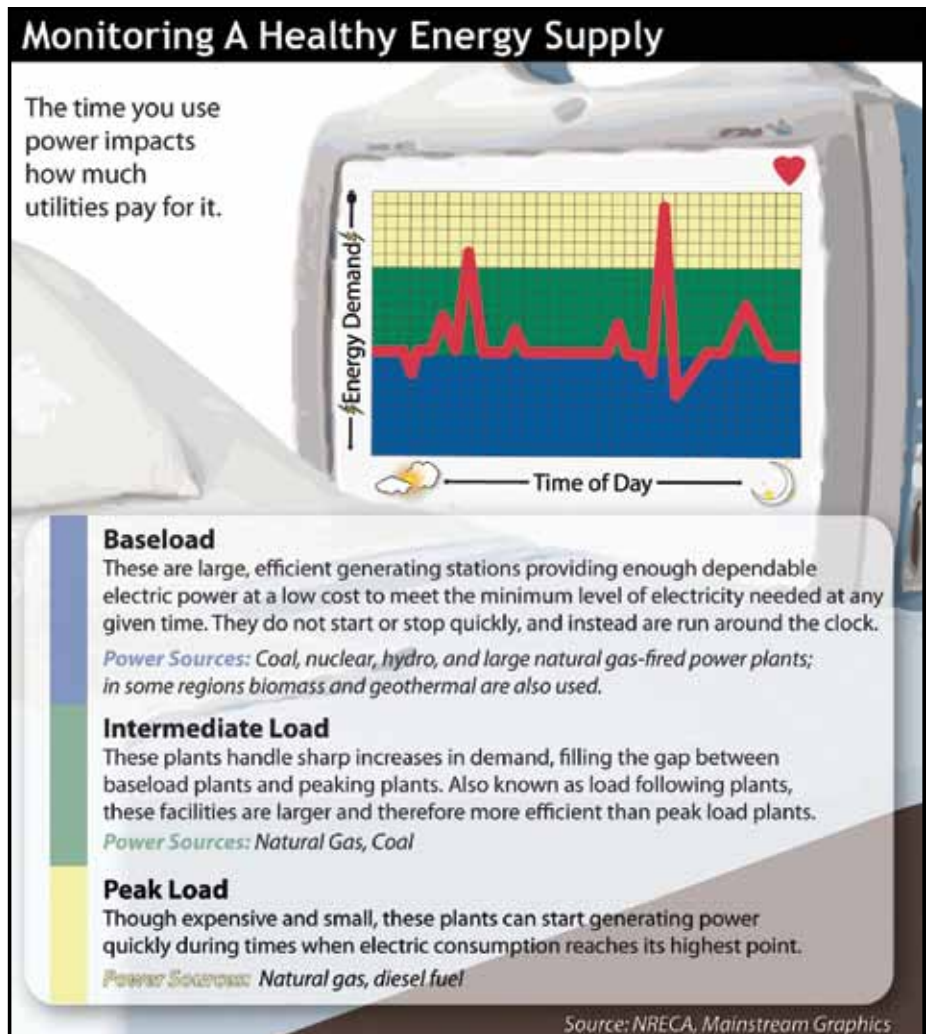 Monitoring A Healthy Energy Supply
The time you use
power impacts
how much
utilities pay for it.
Energy Demand
Time of Day
Baseload
These are large, efficient generating stations providing enough dependable
electric power at a low cost to meet the minimum level of electricity needed at any
given time. They do not start or stop quickly, and instead are run around the clock.
Power Sources: Coal, nuclear, hydro, and large natural gas-fired power plants;
in some regions biomass and geothermal are also used.
Intermediate Load
These plants handle sharp increases in demand, filling the gap between
baseload plants and peaking plants. Also known as load following plants,
these facilities are larger and therefore more efficient than peak load plants.
Power Sources: Natural Gas, Coal
Peak Load
Though expensive and small, these plants can start generating power
quickly during times when electric consumption reaches its highest point.
Power Sources: Natural gas, diesel fuel
Source: NRECA, Mainstream Graphics